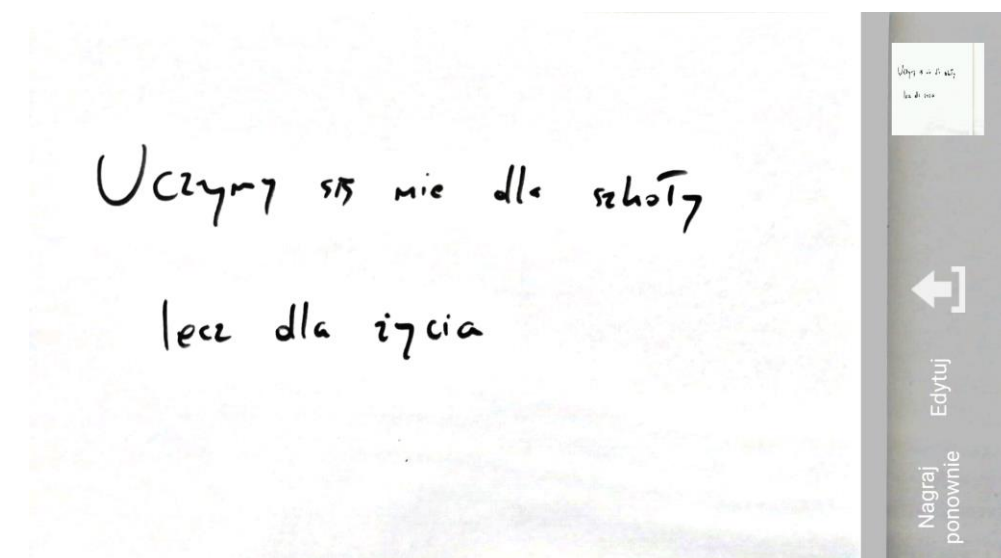 Uczymy się nie dla szkoły
lecz dla życia
Edytuj
Nagraj
ponownie